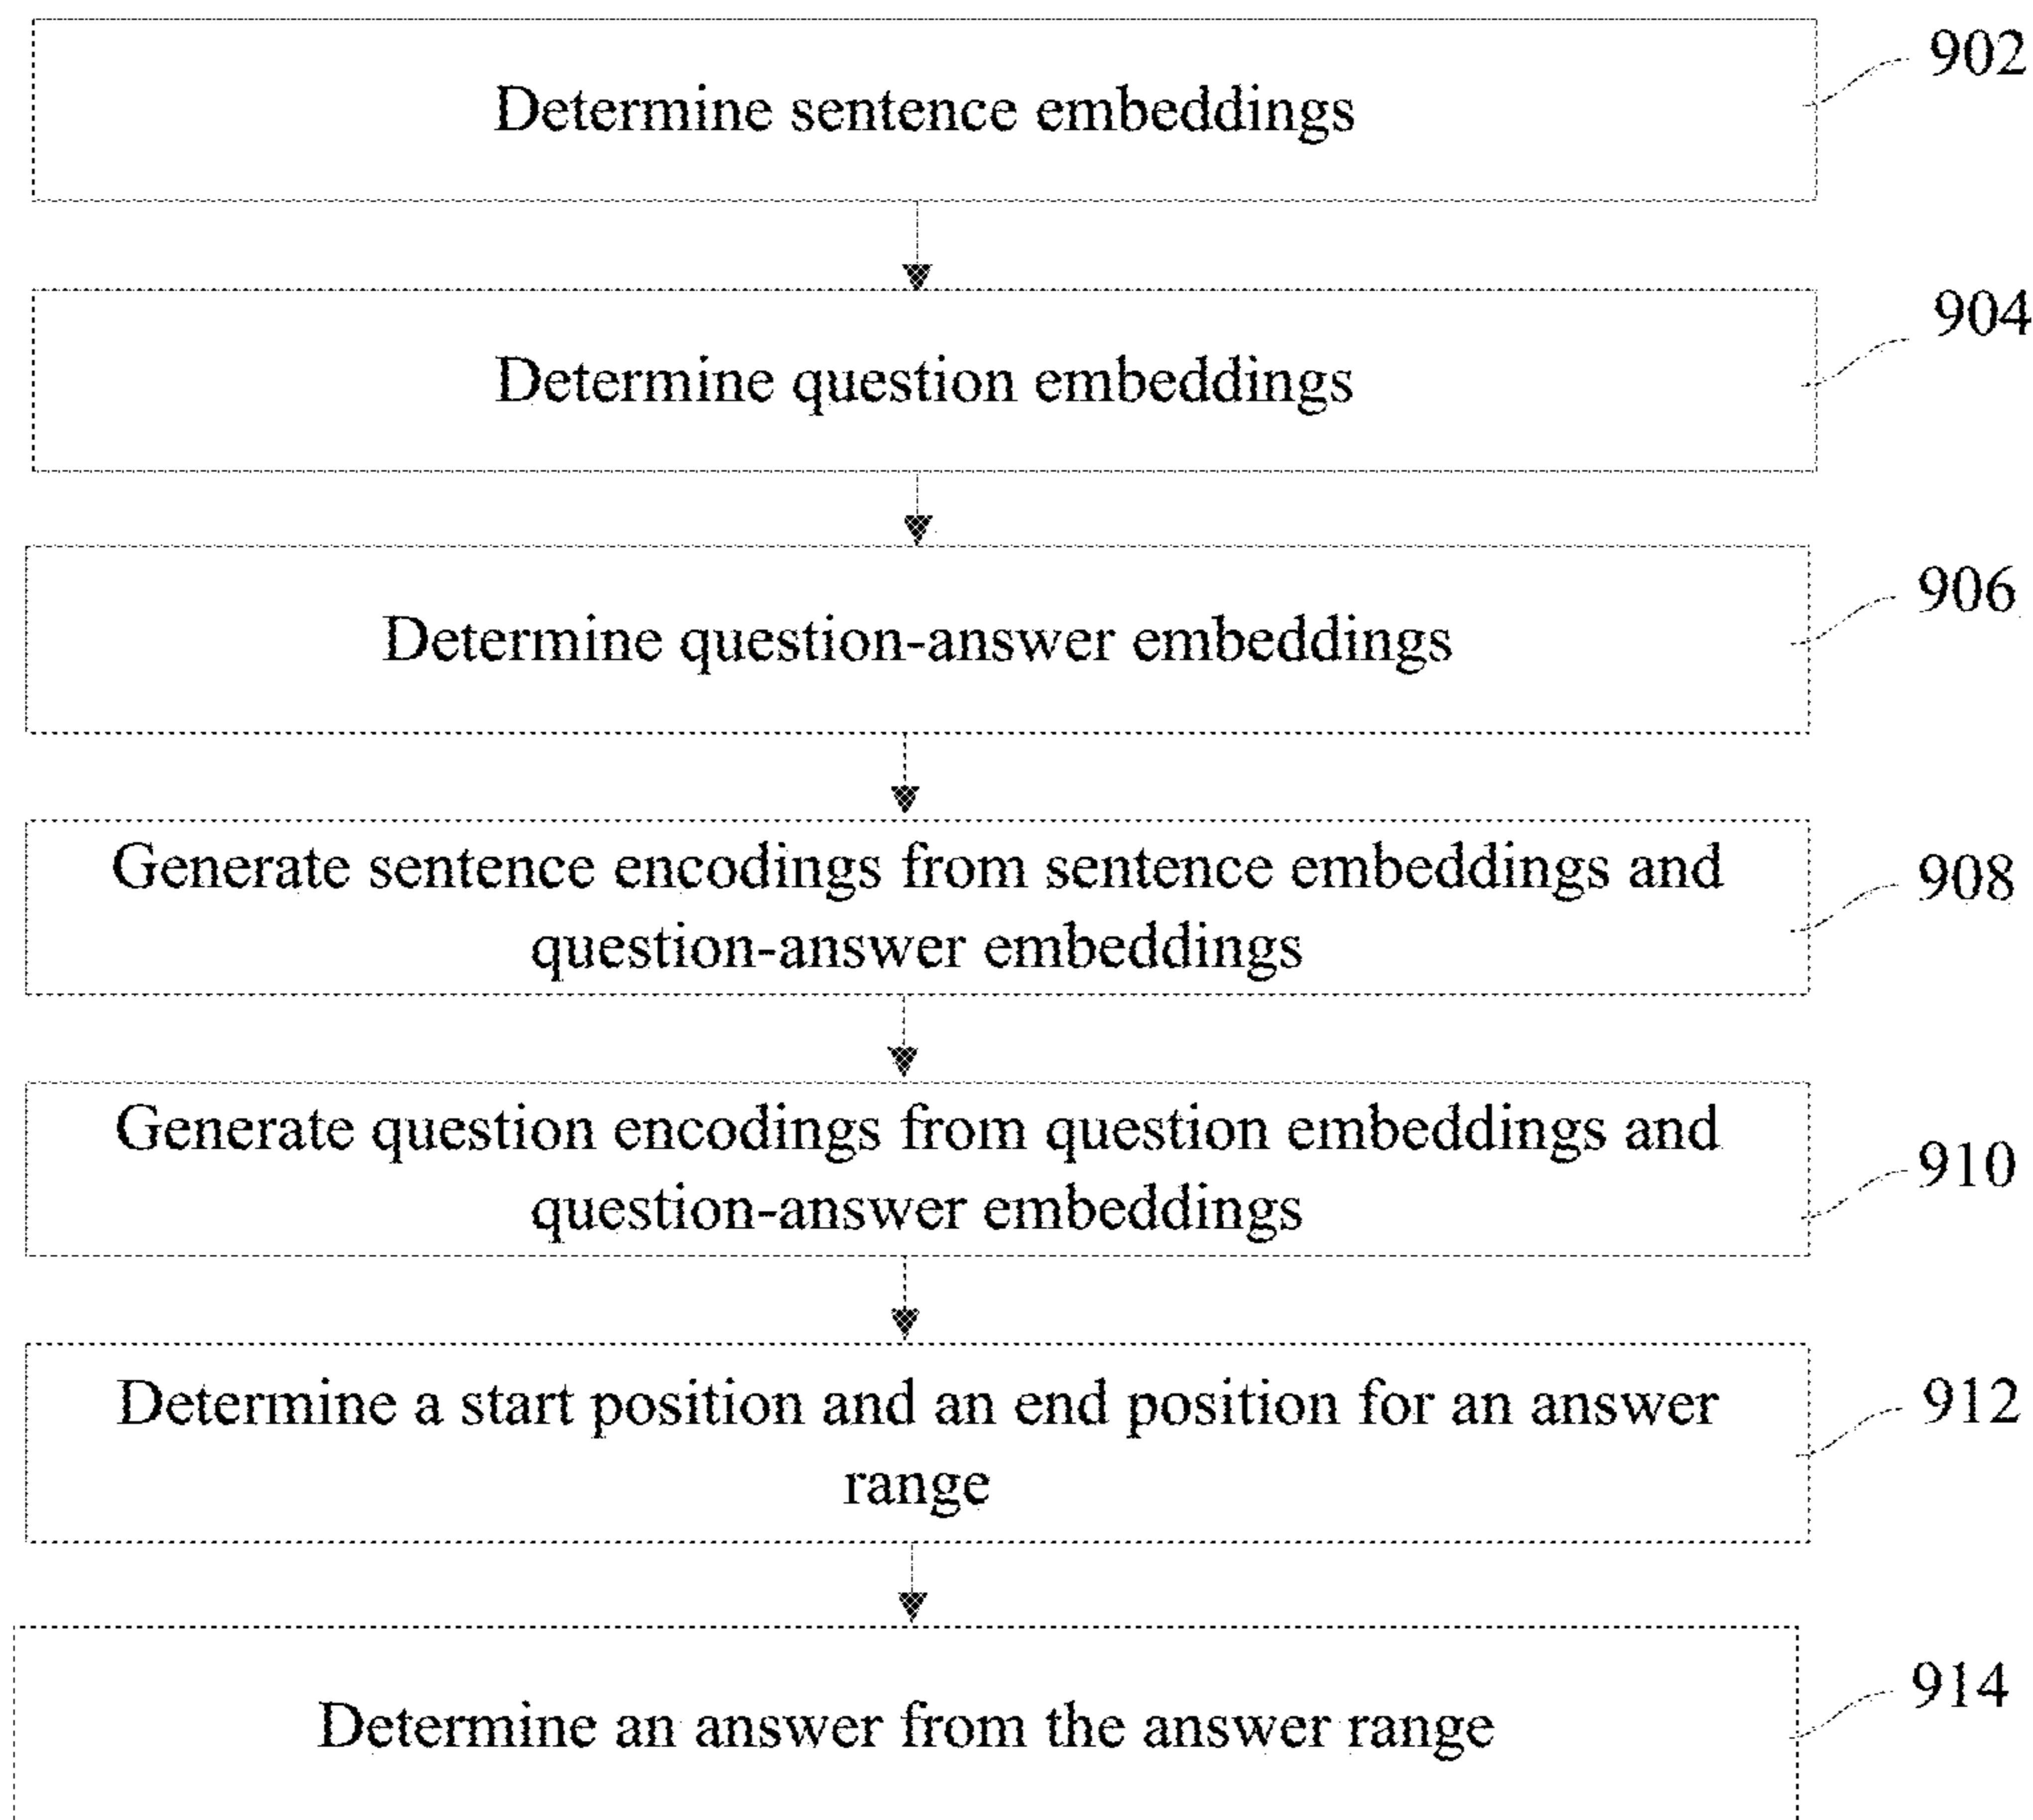 902
Determine sentence embeddings
904
Determine question embeddings
906
Determine question-answer embeddings
908
Generate sentence encodings from sentence embeddings and
question-answer embeddings
910
Generate question encodings from question embeddings and
question-answer embeddings
912
Determine a start position and an end position for an answer
range
914
Determine an answer from the answer range